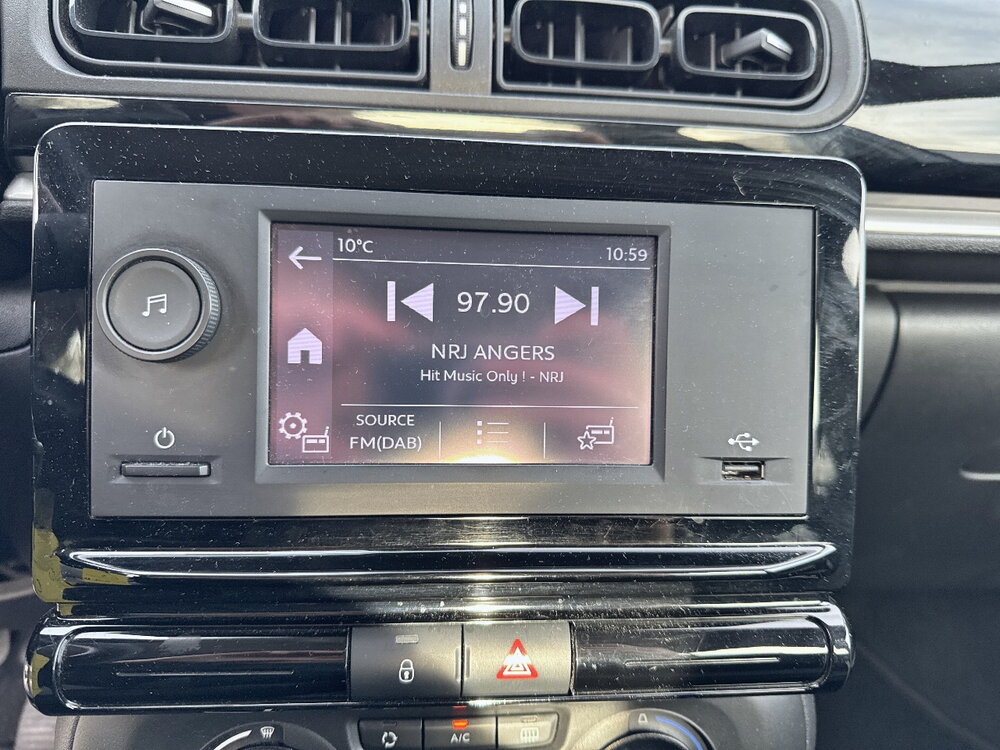 10°C
10:59
97.90
NRJ ANGERS
Hit Music Only ! - NRJ
SOURCE
FM(DAB)
A/C